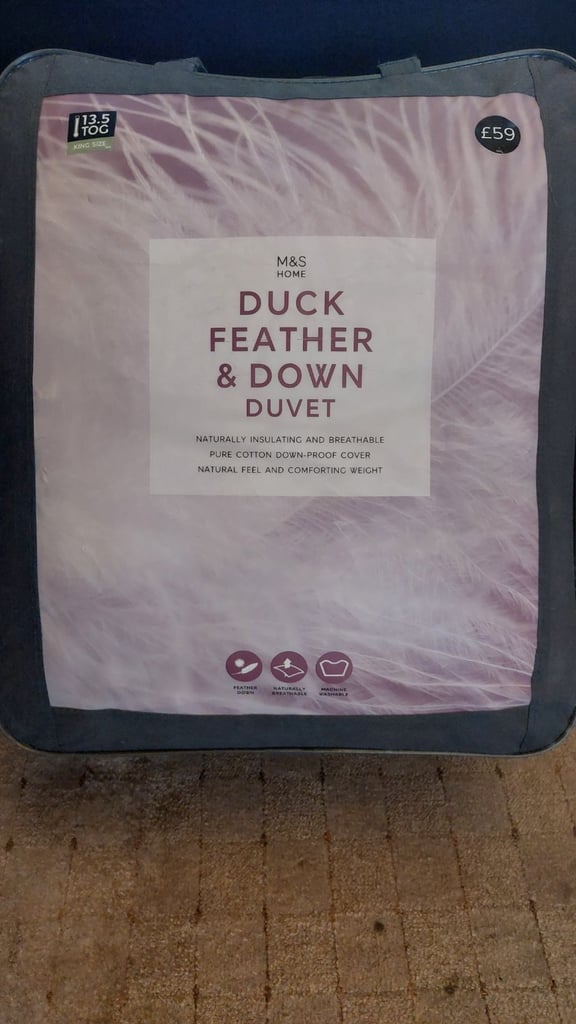 13.5
TOG
KING SIZE
£59
M&S
HOME
DUCK
FEATHER
& DOWN
DUVET
NATURALLY INSULATING AND BREATHABLE
PURE COTTON DOWN-PROOF COVER
NATURAL FEEL AND COMFORTING WEIGHT
FEATHER
DOWN
NATURALLY
BREATHABLE
MACHINE
WASHABLE